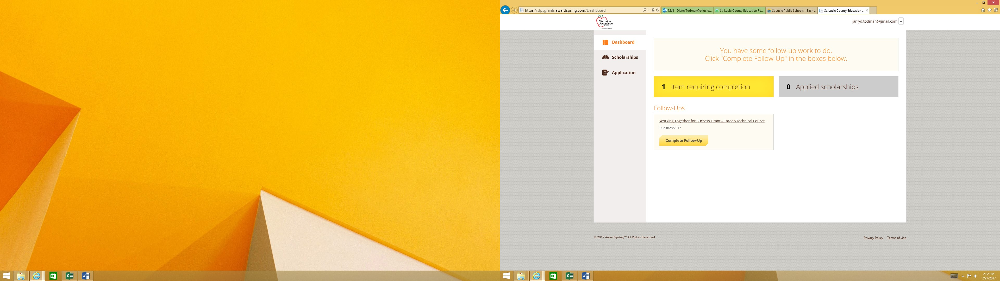 https://slpsgrants.awardspring.com/Dashboard
Mail - Diane.Todman@stlucies...
St. Lucie County Education Fo...
St Lucie Public Schools – Each ...
St. Lucie County Education ...
Education
Foundation
St. Lucie
jarryd.todman@gmail.com
Dashboard
Scholarships
Application
You have some follow-up work to do.
Click "Complete Follow-Up" in the boxes below.
1 Item requiring completion
0 Applied scholarships
Follow-Ups
Working Together for Success Grant - Career/Technical Educat...
Due 8/28/2017
Complete Follow-Up
© 2017 AwardSpring™ All Rights Reserved
Privacy Policy
Terms of Use
2:22 PM
7/27/2017